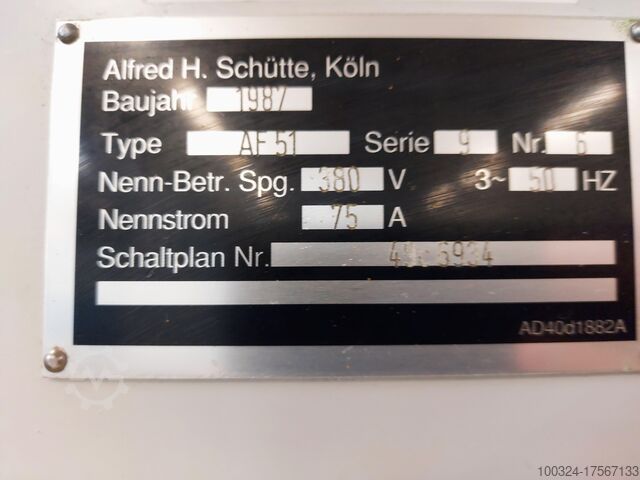 Alfred H. Schütte, Köln
Baujahr 1987
Type AF 51 Serie 9 Nr. 6
Nenn-Betr. Spg. 380 V 3~ 50 HZ
Nennstrom 75 A
Schaltplan Nr. 49c6934
AD40d1882A
100324-17567133